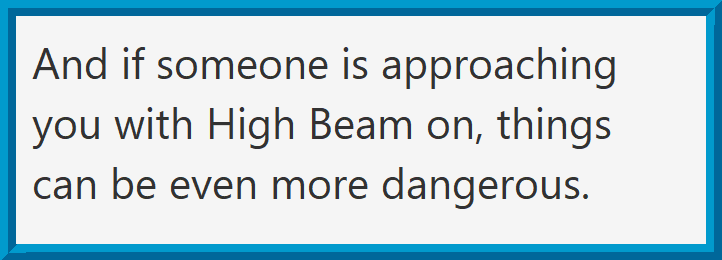 And if someone is approaching
you with High Beam on, things
can be even more dangerous.